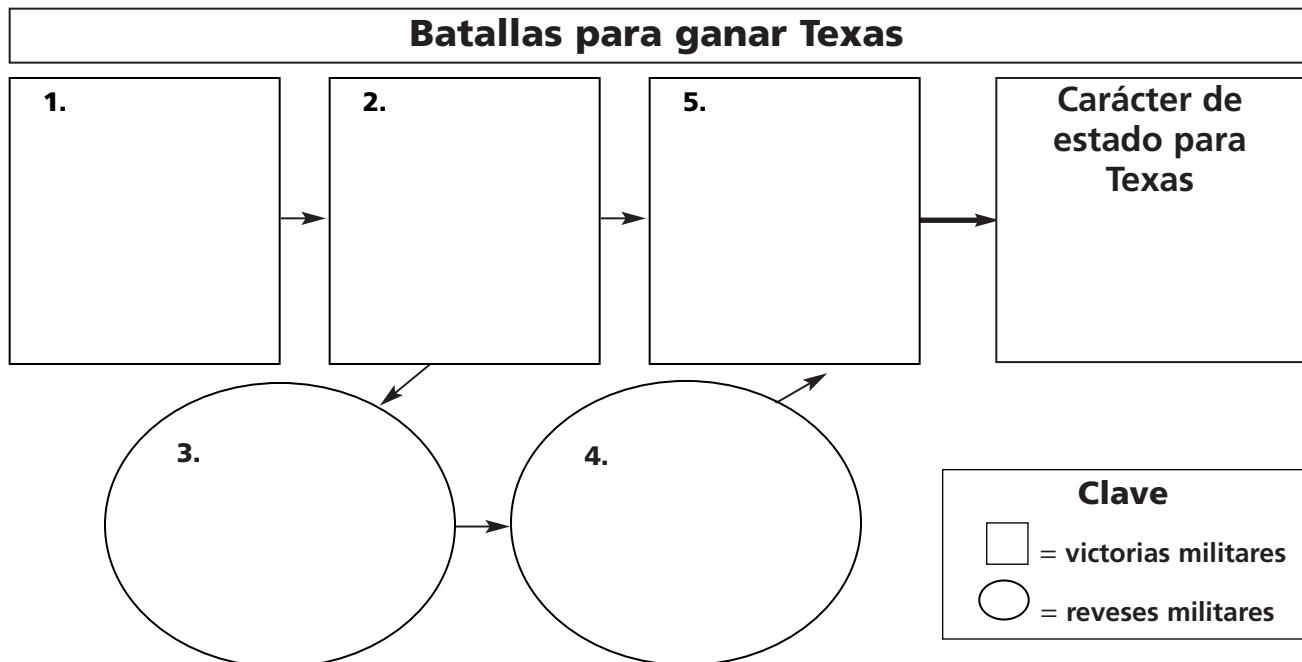 Batallas para ganar Texas
1.
2.
5.
Carácter de
estado para
Texas
3.
4.
Clave
= victorias militares
= reveses militares